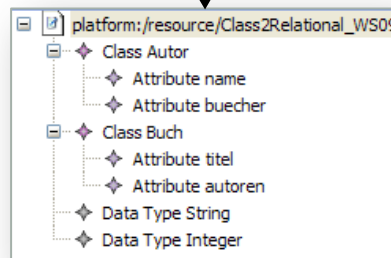 platform:/resource/Class2Relational_WS09
Class Autor
Attribute name
Attribute buecher
Class Buch
Attribute titel
Attribute autoren
Data Type String
Data Type Integer